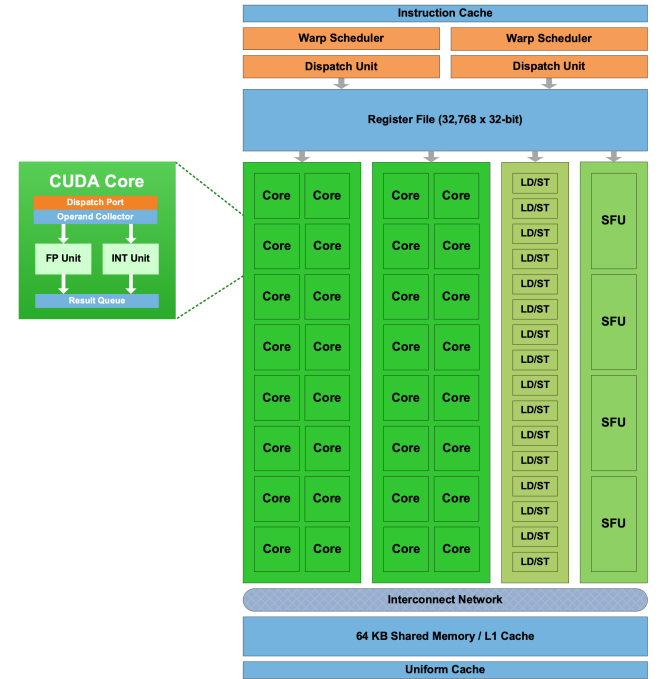 Instruction Cache
Warp Scheduler Warp Scheduler
Dispatch Unit Dispatch Unit
Register File (32,768 x 32-bit)
CUDA Core
Dispatch Port
Operand Collector
FP Unit INT Unit
Result Queue
Core Core Core Core LD/ST
LD/ST
SFU
Core Core Core Core LD/ST
LD/ST
Core Core Core Core LD/ST
LD/ST
SFU
Core Core Core Core LD/ST
LD/ST
Core Core Core Core LD/ST
LD/ST
SFU
Core Core Core Core LD/ST
LD/ST
Core Core Core Core LD/ST
LD/ST
SFU
Core Core Core Core LD/ST
LD/ST
Interconnect Network
64 KB Shared Memory / L1 Cache
Uniform Cache